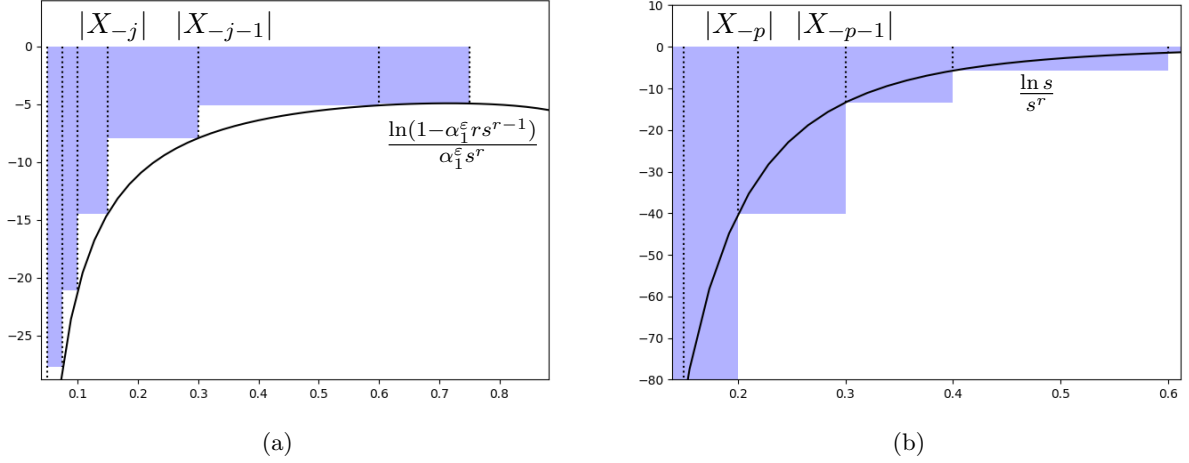 |X_{-j}| |X_{-j-1}|
0
−5
−10
−15
−20
−25
\frac{\ln(1-\alpha_1^{\varepsilon} r s^{r-1})}{\alpha_1^{\varepsilon} s^r}
0.1 0.2 0.3 0.4 0.5 0.6 0.7 0.8
(a)
10
|X_{-p}| |X_{-p-1}|
0
−10
−20
−30
−40
−50
−60
−70
−80
\frac{\ln s}{s^r}
0.2 0.3 0.4 0.5 0.6
(b)